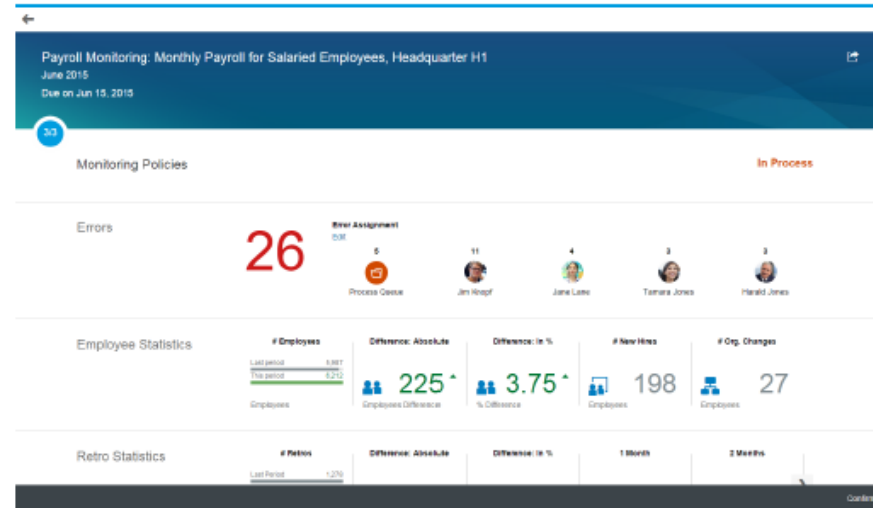 Payroll Monitoring: Monthly Payroll for Salaried Employees, Headquarter H1
June 2015
Due on Jun 15, 2015
3/3
Monitoring Policies
In Process
Errors
26
Error Assignment
Edit
5 11 4 3 3
Process Queue Jim Knopf Jane Lane Tamara Jones Harald Jones
Employee Statistics
# Employees Difference: Absolute Difference: In % # New Hires # Org. Changes
Last period 5,987
This period 6,212
225 3.75 198 27
Employees Employees Difference % Difference Employees Employees
Retro Statistics
# Retros Difference: Absolute Difference: In % 1 Month 2 Months
Last Period 1,270